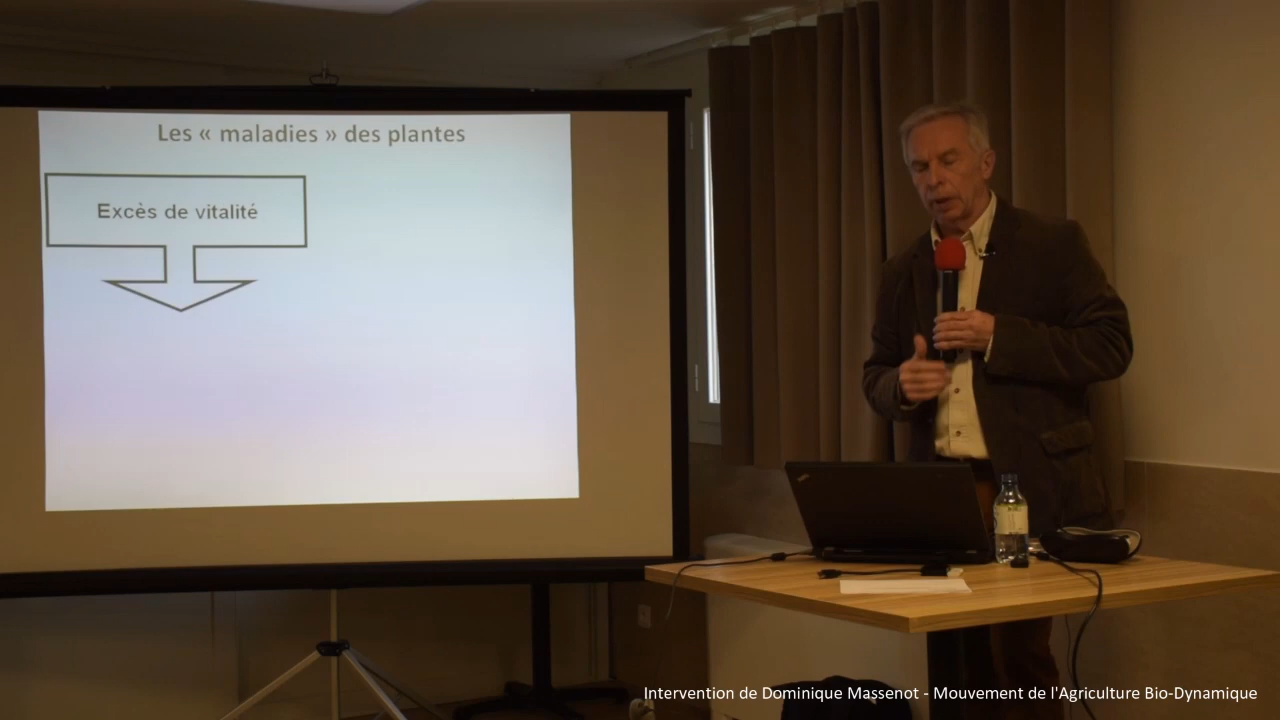 Les « maladies » des plantes
Excès de vitalité
Intervention de Dominique Massenot - Mouvement de l'Agriculture Bio-Dynamique